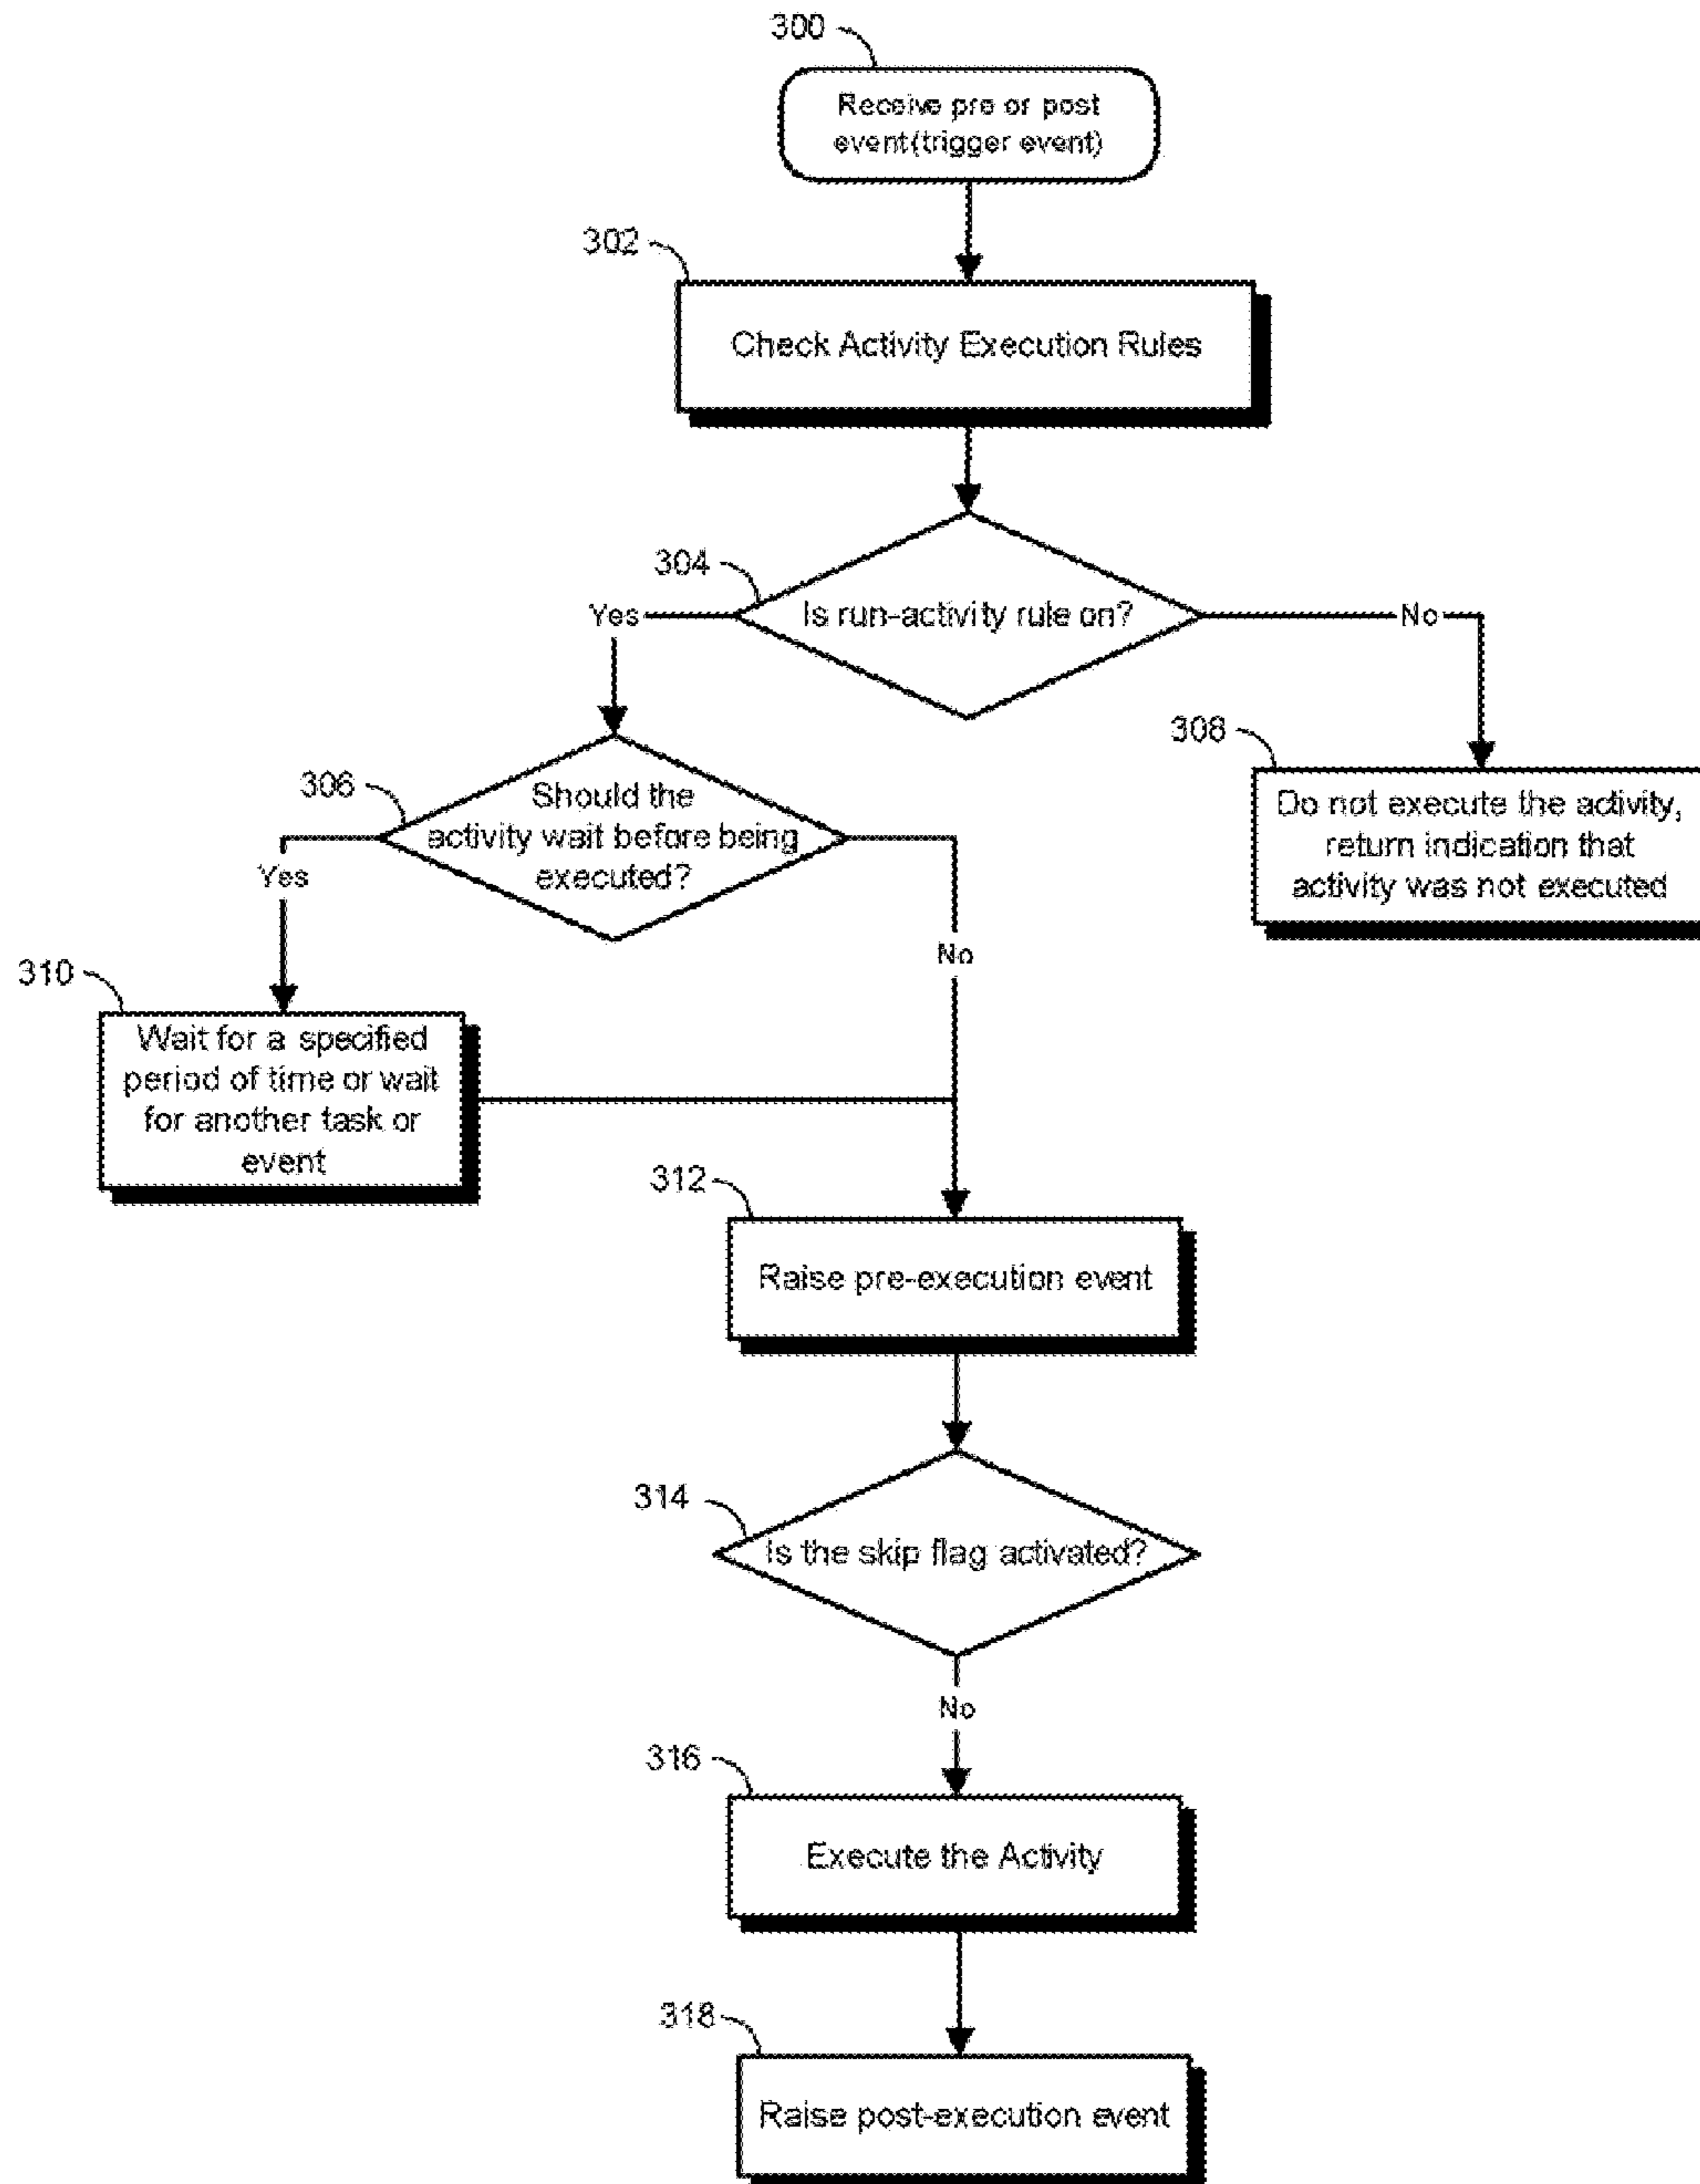 300
Receive pre or post
event(trigger event)
302
Check Activity Execution Rules
304
Is run-activity rule on?
Yes
No
306
Should the
activity wait before being
executed?
308
Do not execute the activity,
return indication that
activity was not executed
Yes
No
310
Wait for a specified
period of time or wait
for another task or
event
312
Raise pre-execution event
314
Is the skip flag activated?
No
316
Execute the Activity
318
Raise post-execution event